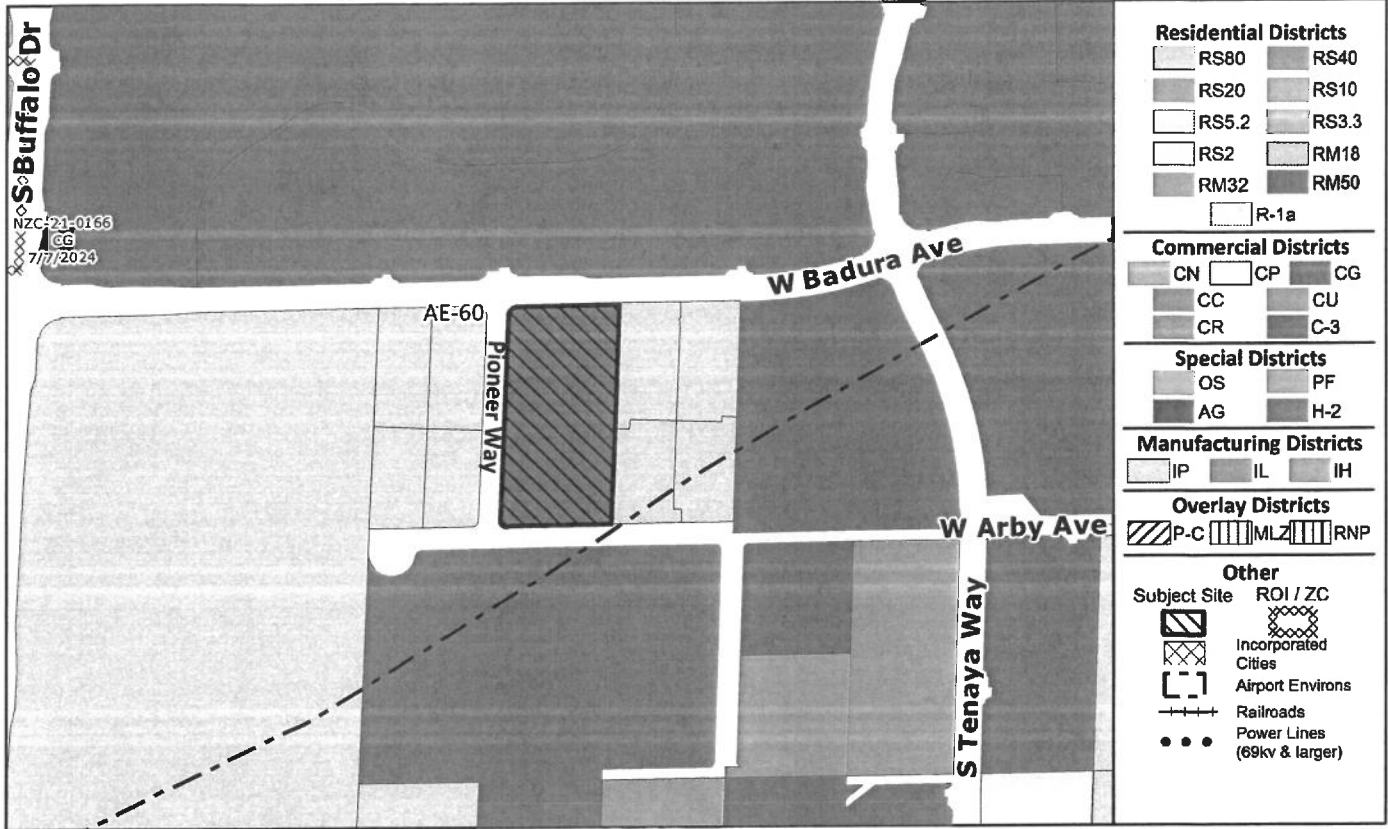 S Buffalo Dr
NZC-21-0166
CG
7/7/2024
W Badura Ave
AE-60
Pioneer Way
W Arby Ave
S Tenaya Way
Residential Districts
RS80 RS40
RS20 RS10
RS5.2 RS3.3
RS2 RM18
RM32 RM50
R-1a
Commercial Districts
CN CP CG
CC CU
CR C-3
Special Districts
OS PF
AG H-2
Manufacturing Districts
IP IL IH
Overlay Districts
P-C MLZ RNP
Other
Subject Site ROI / ZC
Incorporated
Cities
Airport Environs
Railroads
Power Lines
(69kv & larger)